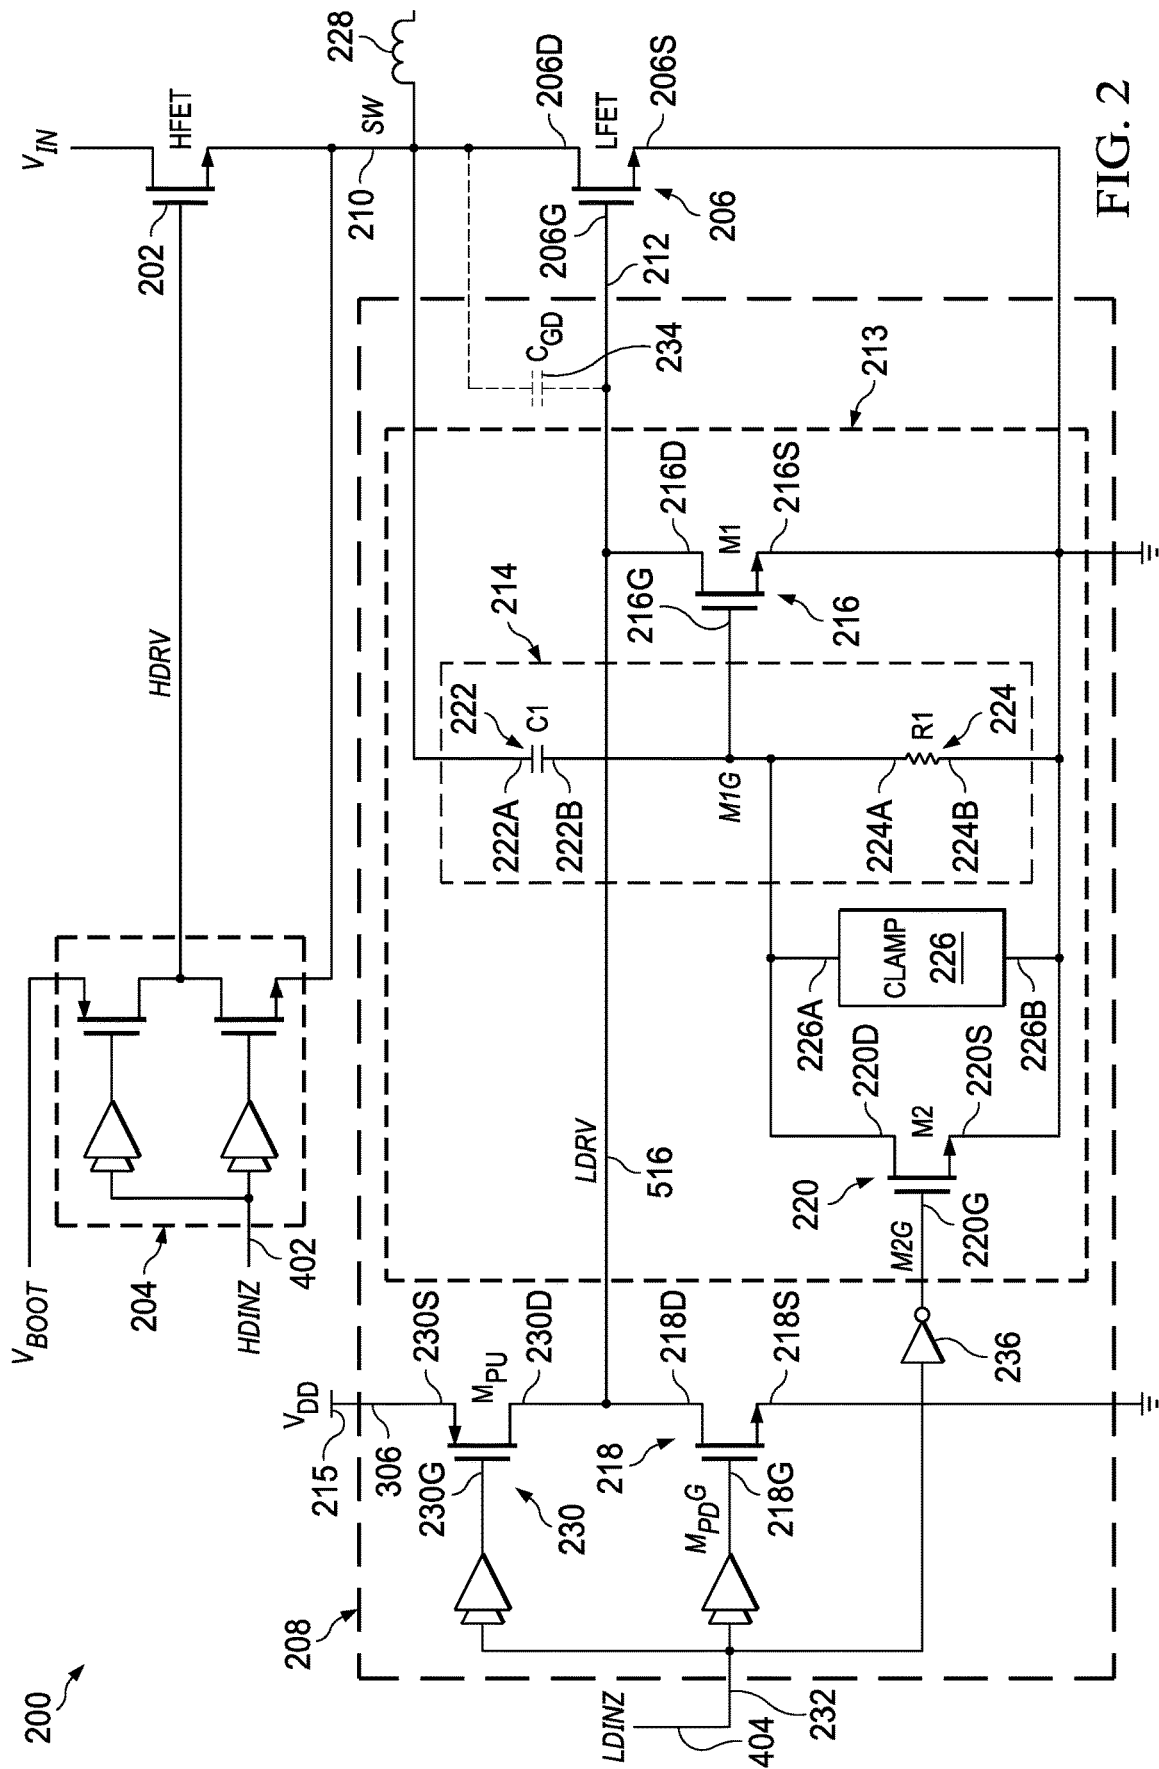 200
V_IN
HFET
202
HDRV
V_BOOT
204
HDINZ
402
210
SW
228
206D
LFET
206S
206G
206
212
C_GD
234
213
208
V_DD
215
306
230S
M_PU
230D
230G
230
LDRV
516
214
222
C1
222A
222B
M1G
216D
M1
216S
216G
216
R1
224
224A
224B
CLAMP
226
226A
226B
220D
M2
220S
220
220G
M2G
218D
218S
218
218G
M_PDG
236
LDINZ
404
232
FIG. 2